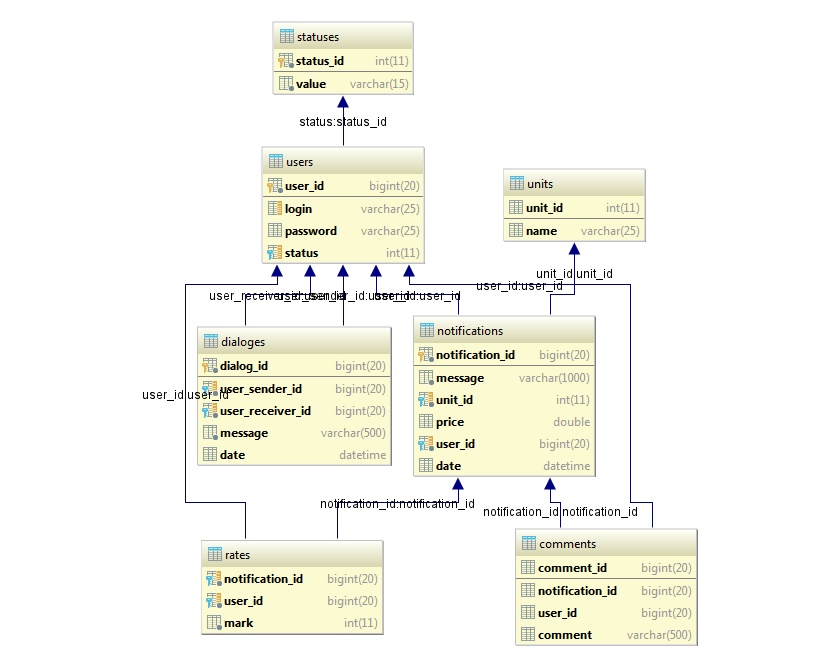 statuses
status_id int(11)
value varchar(15)
status:status_id
users
user_id bigint(20)
login varchar(25)
password varchar(25)
status int(11)
units
unit_id int(11)
name varchar(25)
unit_id:unit_id
user_id:user_id
user_receiver_id:user_id
user_sender_id:user_id
user_id:user_id
dialoges
dialog_id bigint(20)
user_sender_id bigint(20)
user_receiver_id bigint(20)
message varchar(500)
date datetime
notifications
notification_id bigint(20)
message varchar(1000)
unit_id int(11)
price double
user_id bigint(20)
date datetime
user_id:user_id
notification_id:notification_id
notification_id:notification_id
rates
notification_id bigint(20)
user_id bigint(20)
mark int(11)
comments
comment_id bigint(20)
notification_id bigint(20)
user_id bigint(20)
comment varchar(500)